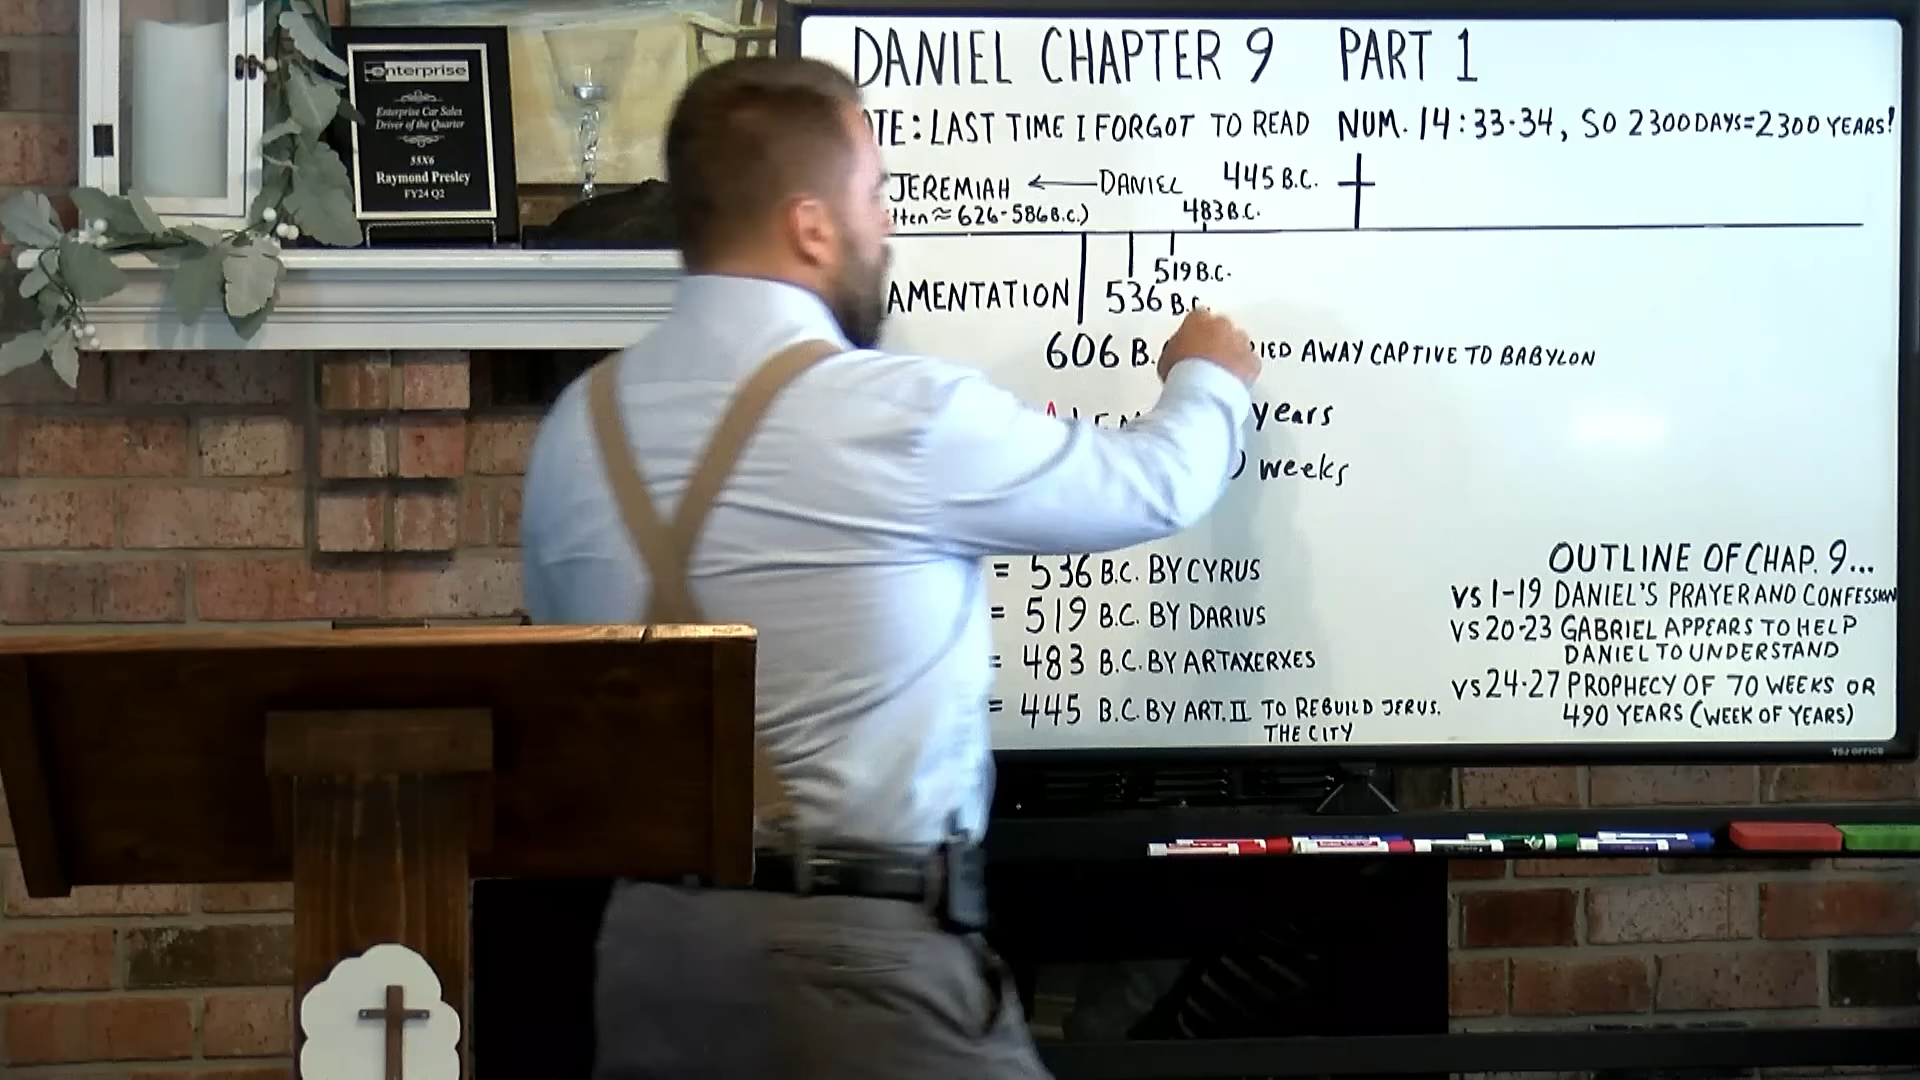 enterprise
Enterprise Car Sales
Driver of the Quarter
55X6
Raymond Presley
FY24 Q2
DANIEL CHAPTER 9 PART 1
TE: LAST TIME I FORGOT TO READ NUM. 14:33-34, SO 2300 DAYS=2300 YEARS!
JEREMIAH ← DANIEL 445 B.C.
tten ≈ 626-586 B.C.) 483 B.C.
519 B.C.
AMENTATION 536 B.C.
606 B. IED AWAY CAPTIVE TO BABYLON
years
weeks
= 536 B.C. BY CYRUS
= 519 B.C. BY DARIUS
= 483 B.C. BY ARTAXERXES
= 445 B.C. BY ART. II TO REBUILD JERUS.
THE CITY
OUTLINE OF CHAP. 9...
VS 1-19 DANIEL'S PRAYER AND CONFESSION
VS 20-23 GABRIEL APPEARS TO HELP
DANIEL TO UNDERSTAND
VS 24-27 PROPHECY OF 70 WEEKS OR
490 YEARS (WEEK OF YEARS)